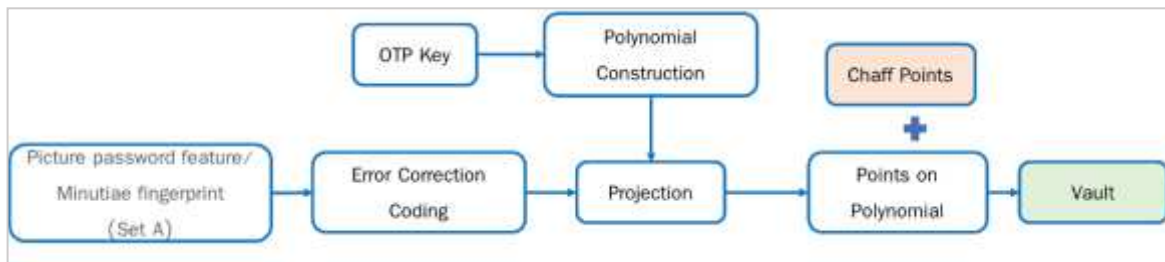 OTP Key
Polynomial
Construction
Chaff Points
Picture password feature/
Minutiae fingerprint
(Set A)
Error Correction
Coding
Projection
Points on
Polynomial
Vault